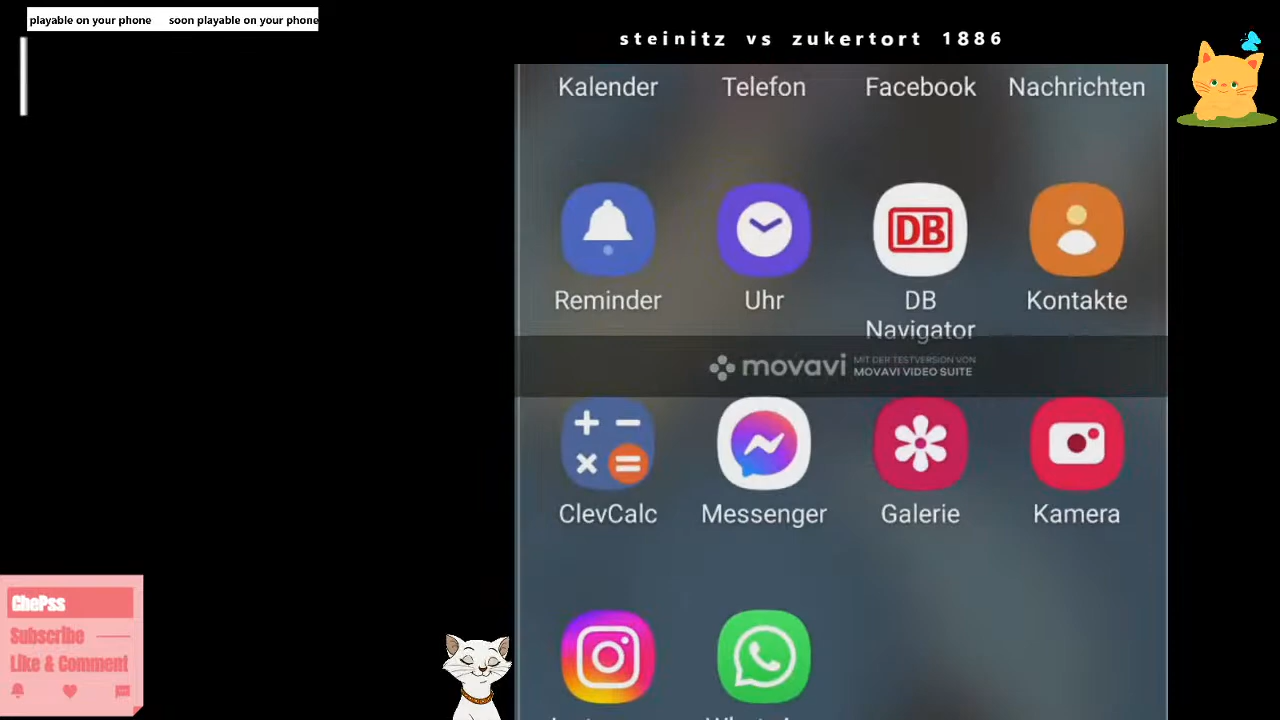 playable on your phone soon playable on your phone
steinitz vs zukertort 1886
Kalender Telefon Facebook Nachrichten
DB
Reminder Uhr DB Navigator Kontakte
movavi MIT DER TESTVERSION VON
MOVAVI VIDEO SUITE
ClevCalc Messenger Galerie Kamera
ChePss
Subscribe
Like & Comment